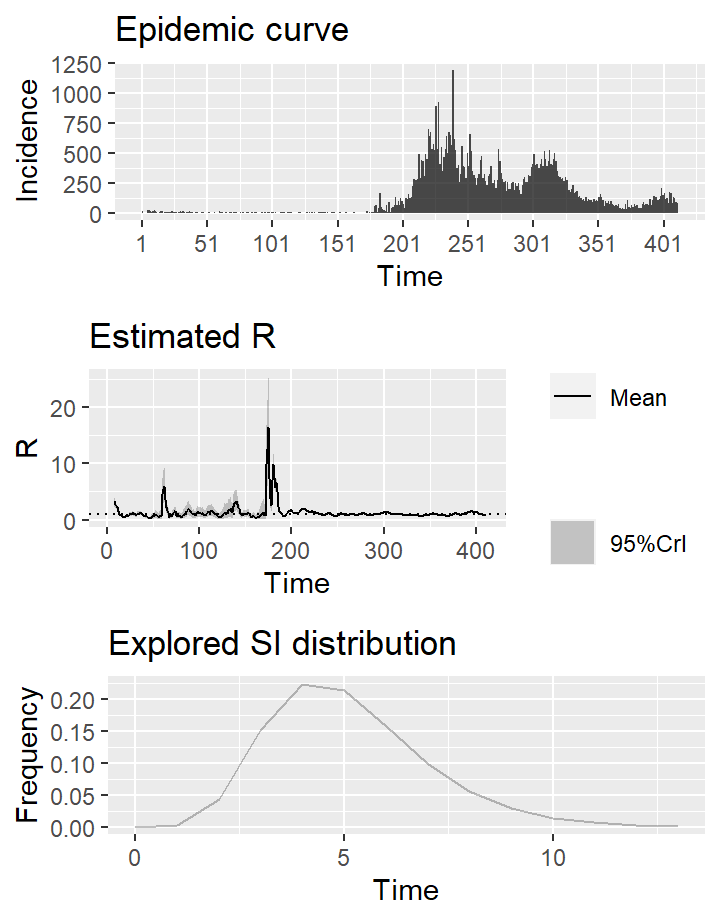 Epidemic curve
Incidence
1250
1000
750
500
250
0
1 51 101 151 201 251 301 351 401
Time
Estimated R
R
20
10
0
0 100 200 300 400
Time
Mean
95%CrI
Explored SI distribution
Frequency
0.20
0.15
0.10
0.05
0.00
0 5 10
Time